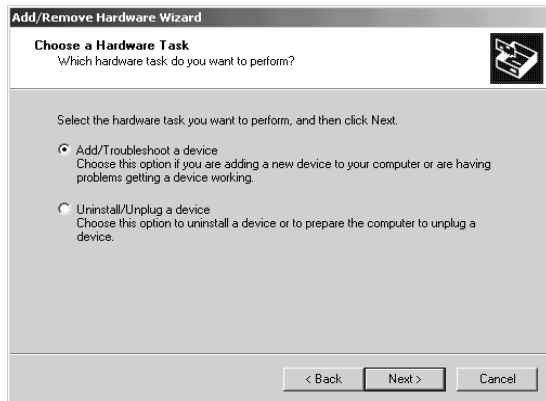 Add/Remove Hardware Wizard
Choose a Hardware Task
Which hardware task do you want to perform?
Select the hardware task you want to perform, and then click Next.
Add/Troubleshoot a device
Choose this option if you are adding a new device to your computer or are having
problems getting a device working.
Uninstall/Unplug a device
Choose this option to uninstall a device or to prepare the computer to unplug a
device.
< Back
Next >
Cancel